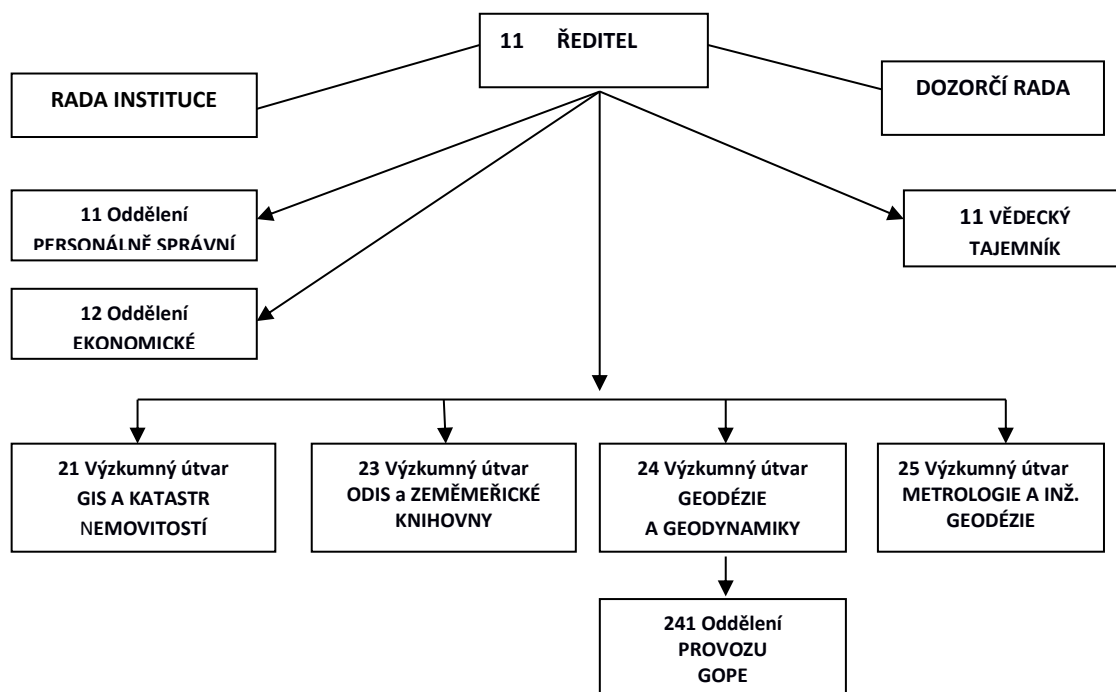 11 ŘEDITEL
RADA INSTITUCE
DOZORČÍ RADA
11 Oddělení
PERSONÁLNĚ SPRÁVNÍ
11 VĚDECKÝ
TAJEMNÍK
12 Oddělení
EKONOMICKÉ
21 Výzkumný útvar
GIS A KATASTR
NEMOVITOSTÍ
23 Výzkumný útvar
ODIS a ZEMĚMEŘICKÉ
KNIHOVNY
24 Výzkumný útvar
GEODÉZIE
A GEODYNAMIKY
25 Výzkumný útvar
METROLOGIE A INŽ.
GEODÉZIE
241 Oddělení
PROVOZU
GOPE